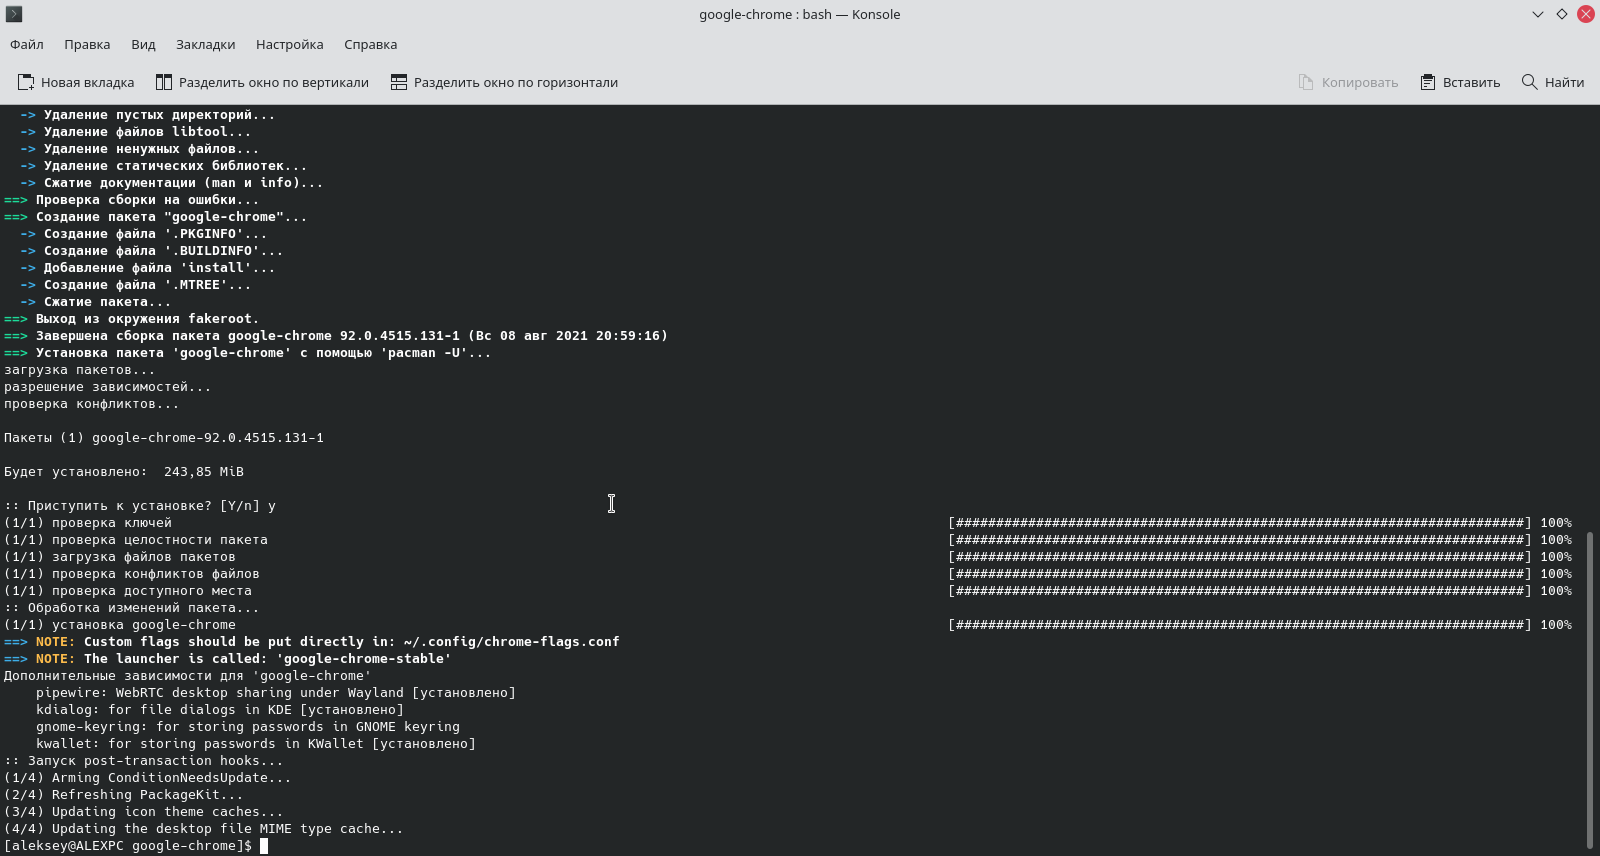 google-chrome : bash — Konsole
Файл Правка Вид Закладки Настройка Справка
Новая вкладка Разделить окно по вертикали Разделить окно по горизонтали Копировать Вставить Найти
-> Удаление пустых директорий...
-> Удаление файлов libtool...
-> Удаление ненужных файлов...
-> Удаление статических библиотек...
-> Сжатие документации (man и info)...
==> Проверка сборки на ошибки...
==> Создание пакета "google-chrome"...
-> Создание файла '.PKGINFO'...
-> Создание файла '.BUILDINFO'...
-> Добавление файла 'install'...
-> Создание файла '.MTREE'...
-> Сжатие пакета...
==> Выход из окружения fakeroot.
==> Завершена сборка пакета google-chrome 92.0.4515.131-1 (Вс 08 авг 2021 20:59:16)
==> Установка пакета 'google-chrome' с помощью 'pacman -U'...
загрузка пакетов...
разрешение зависимостей...
проверка конфликтов...
Пакеты (1) google-chrome-92.0.4515.131-1
Будет установлено:  243,85 MiB
:: Приступить к установке? [Y/n] y
(1/1) проверка ключей [#######################################################################] 100%
(1/1) проверка целостности пакета [#######################################################################] 100%
(1/1) загрузка файлов пакетов [#######################################################################] 100%
(1/1) проверка конфликтов файлов [#######################################################################] 100%
(1/1) проверка доступного места [#######################################################################] 100%
:: Обработка изменений пакета...
(1/1) установка google-chrome [#######################################################################] 100%
==> NOTE: Custom flags should be put directly in: ~/.config/chrome-flags.conf
==> NOTE: The launcher is called: 'google-chrome-stable'
Дополнительные зависимости для 'google-chrome'
pipewire: WebRTC desktop sharing under Wayland [установлено]
kdialog: for file dialogs in KDE [установлено]
gnome-keyring: for storing passwords in GNOME keyring
kwallet: for storing passwords in KWallet [установлено]
:: Запуск post-transaction hooks...
(1/4) Arming ConditionNeedsUpdate...
(2/4) Refreshing PackageKit...
(3/4) Updating icon theme caches...
(4/4) Updating the desktop file MIME type cache...
[aleksey@ALEXPC google-chrome]$